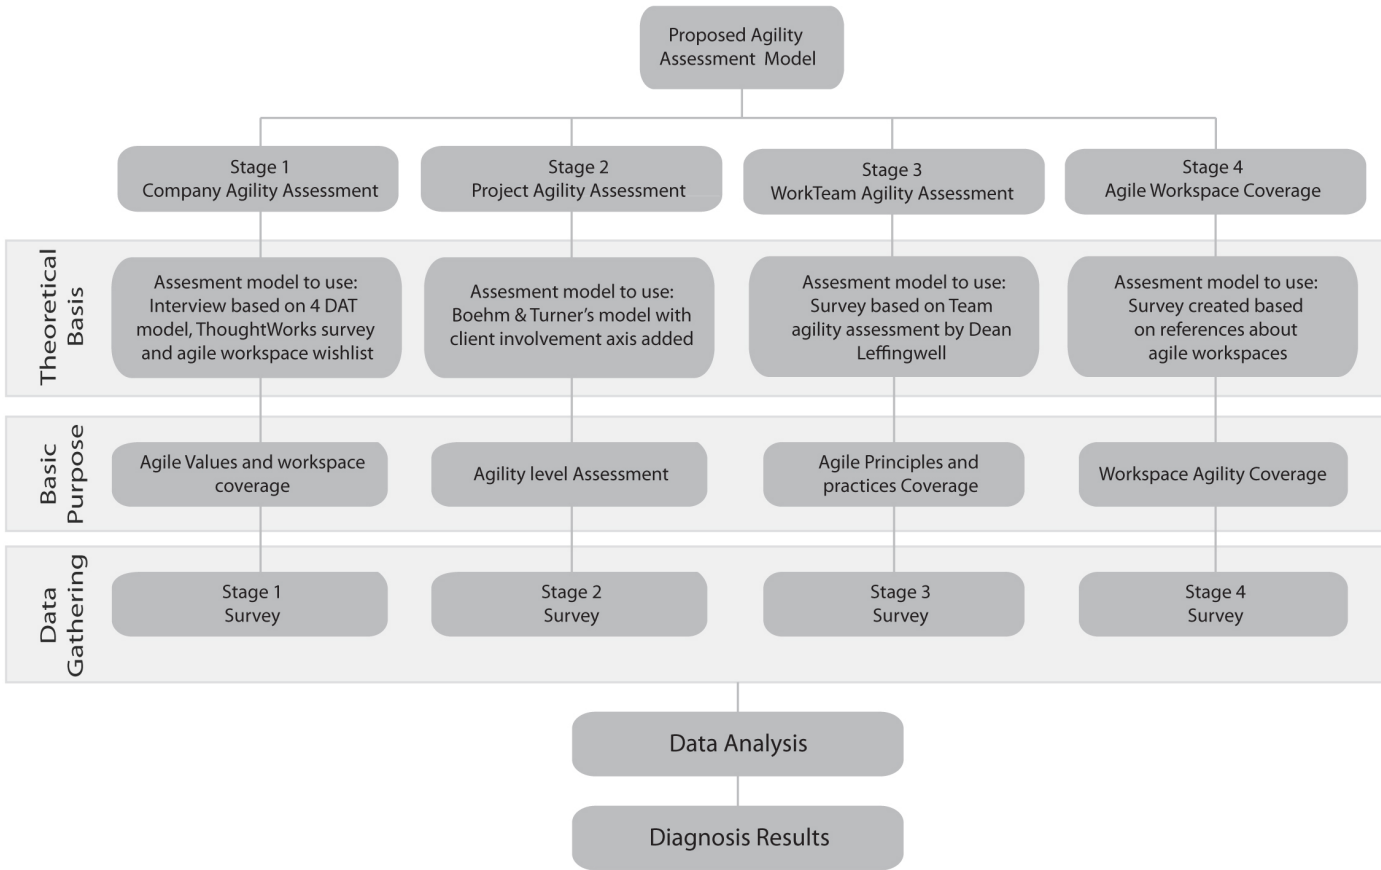 Proposed Agility
Assessment Model
Stage 1
Company Agility Assessment
Stage 2
Project Agility Assessment
Stage 3
WorkTeam Agility Assessment
Stage 4
Agile Workspace Coverage
Theoretical
Basis
Assesment model to use:
Interview based on 4 DAT
model, ThoughtWorks survey
and agile workspace wishlist
Assesment model to use:
Boehm & Turner’s model with
client involvement axis added
Assesment model to use:
Survey based on Team
agility assessment by Dean
Leffingwell
Assesment model to use:
Survey created based
on references about
agile workspaces
Basic
Purpose
Agile Values and workspace
coverage
Agility level Assessment
Agile Principles and
practices Coverage
Workspace Agility Coverage
Data
Gathering
Stage 1
Survey
Stage 2
Survey
Stage 3
Survey
Stage 4
Survey
Data Analysis
Diagnosis Results